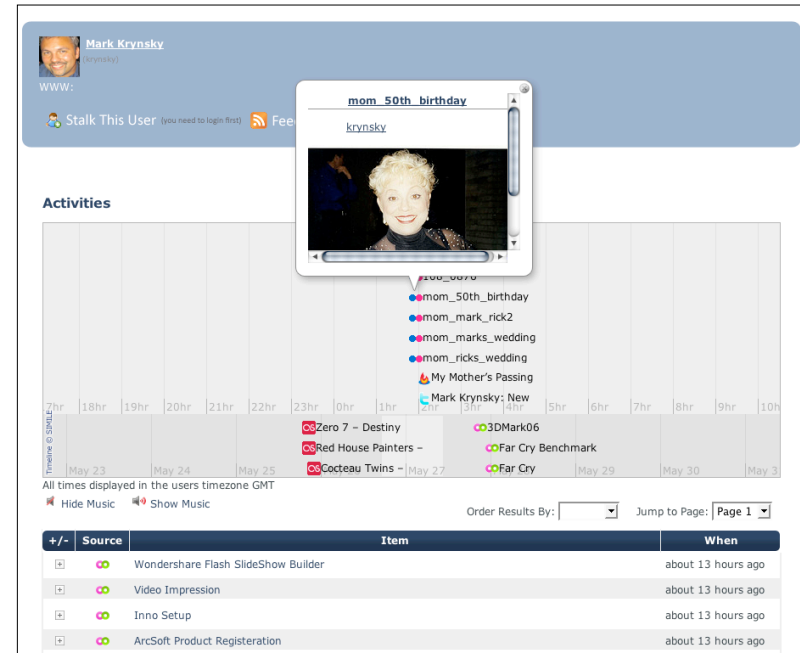 Mark Krynsky
(krynsky)
WWW:
Stalk This User (you need to login first) Fee
mom_50th_birthday
krynsky
Activities
mom_50th_birthday
mom_mark_rick2
mom_marks_wedding
mom_ricks_wedding
My Mother's Passing
Mark Krynsky: New
7hr 18hr 19hr 20hr 21hr 22hr 23hr 0hr 1hr 2hr 3hr 4hr 5hr 6hr 7hr 8hr 9hr 10h
Zero 7 – Destiny 3DMark06
Red House Painters – Far Cry Benchmark
Cocteau Twins – Far Cry
May 23 May 24 May 25 May 27 May 29 May 30 May 3
Timeline © SIMILE
All times displayed in the users timezone GMT
Hide Music Show Music
Order Results By: Jump to Page: Page 1
+/- Source Item When
Wondershare Flash SlideShow Builder about 13 hours ago
Video Impression about 13 hours ago
Inno Setup about 13 hours ago
ArcSoft Product Registeration about 13 hours ago